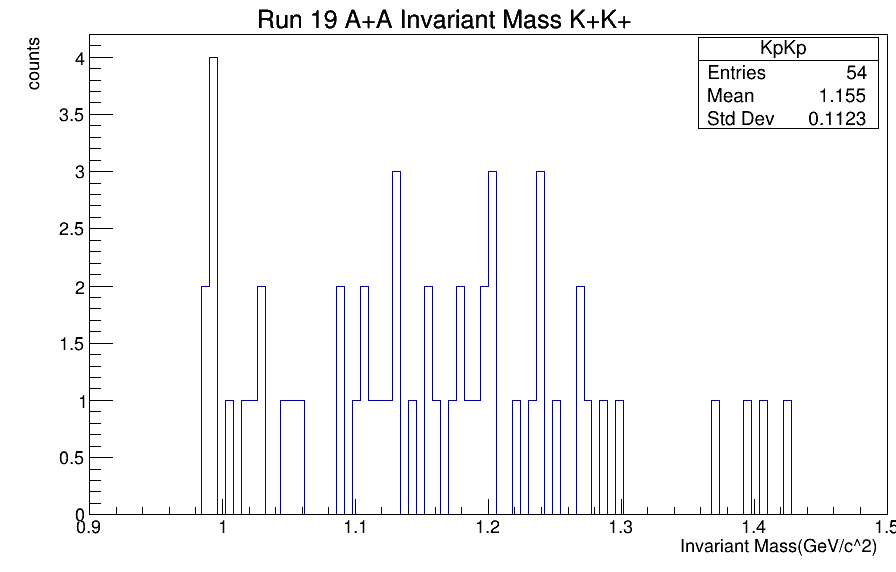 Run 19 A+A Invariant Mass K+K+
counts
KpKp
Entries 54
Mean 1.155
Std Dev 0.1123
4
3.5
3
2.5
2
1.5
1
0.5
0
0.9 1 1.1 1.2 1.3 1.4 1.5
Invariant Mass(GeV/c^2)